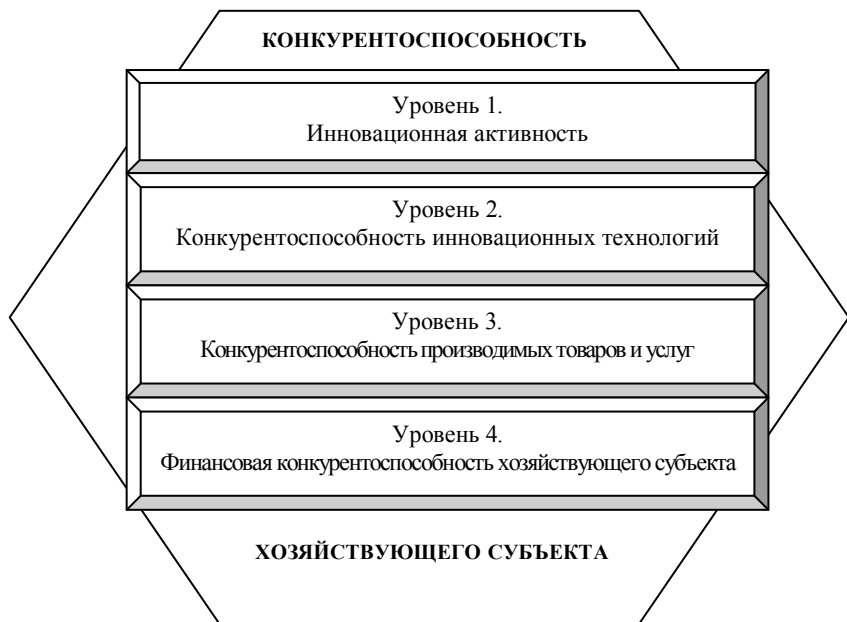 КОНКУРЕНТОСПОСОБНОСТЬ
Уровень 1.
Инновационная активность
Уровень 2.
Конкурентоспособность инновационных технологий
Уровень 3.
Конкурентоспособность производимых товаров и услуг
Уровень 4.
Финансовая конкурентоспособность хозяйствующего субъекта
ХОЗЯЙСТВУЮЩЕГО СУБЪЕКТА